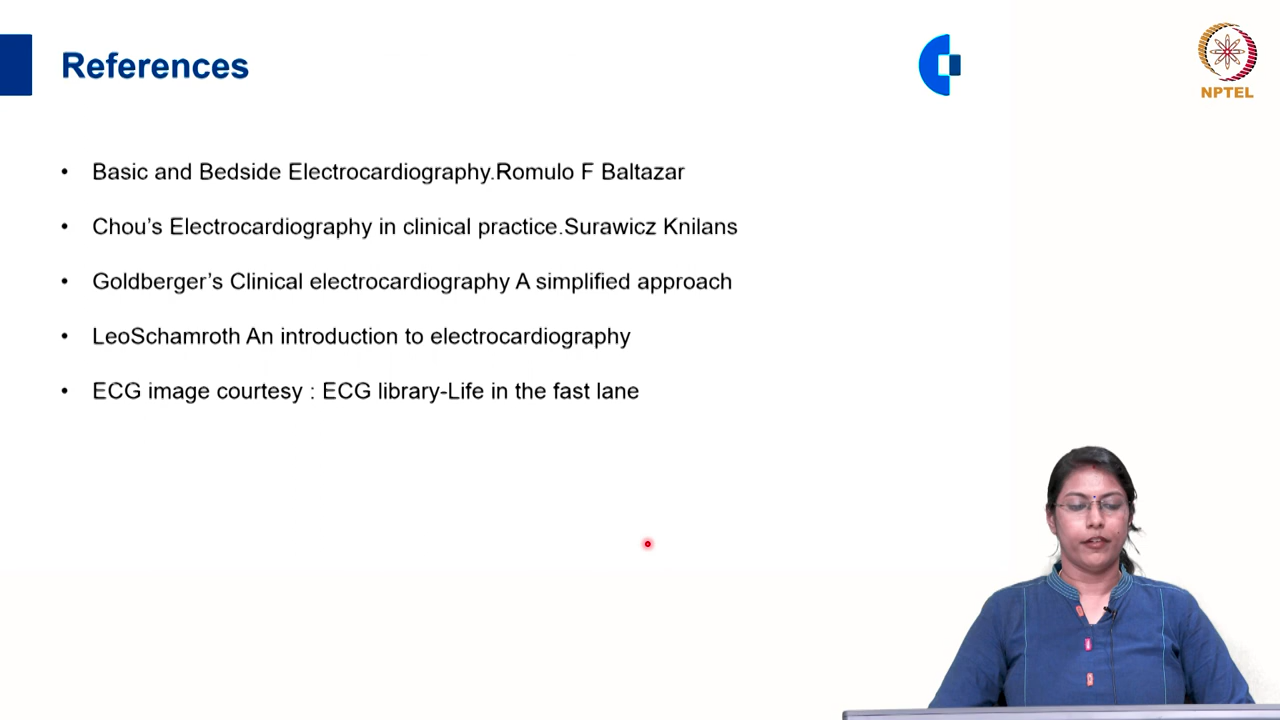 References
NPTEL
• Basic and Bedside Electrocardiography.Romulo F Baltazar
• Chou’s Electrocardiography in clinical practice.Surawicz Knilans
• Goldberger’s Clinical electrocardiography A simplified approach
• LeoSchamroth An introduction to electrocardiography
• ECG image courtesy : ECG library-Life in the fast lane